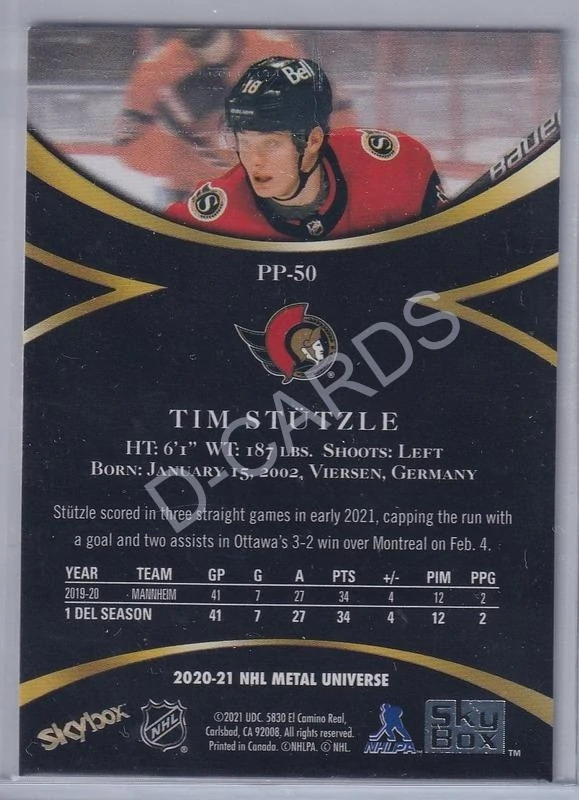 18
Bell
BAUER
PP-50
TIM STÜTZLE
HT: 6'1" WT: 187 LBS. SHOOTS: LEFT
BORN: JANUARY 15, 2002, VIERSEN, GERMANY
Stützle scored in three straight games in early 2021, capping the run with
a goal and two assists in Ottawa's 3-2 win over Montreal on Feb. 4.
YEAR TEAM GP G A PTS +/- PIM PPG
2019-20 MANNHEIM 41 7 27 34 4 12 2
1 DEL SEASON 41 7 27 34 4 12 2
D-CARDS
2020-21 NHL METAL UNIVERSE
skybox NHL
©2021 UDC. 5830 El Camino Real,
Carlsbad, CA 92008. All rights reserved.
Printed in Canada. ©NHLPA. © NHL.
NHLPA
SKY
BOX
TM